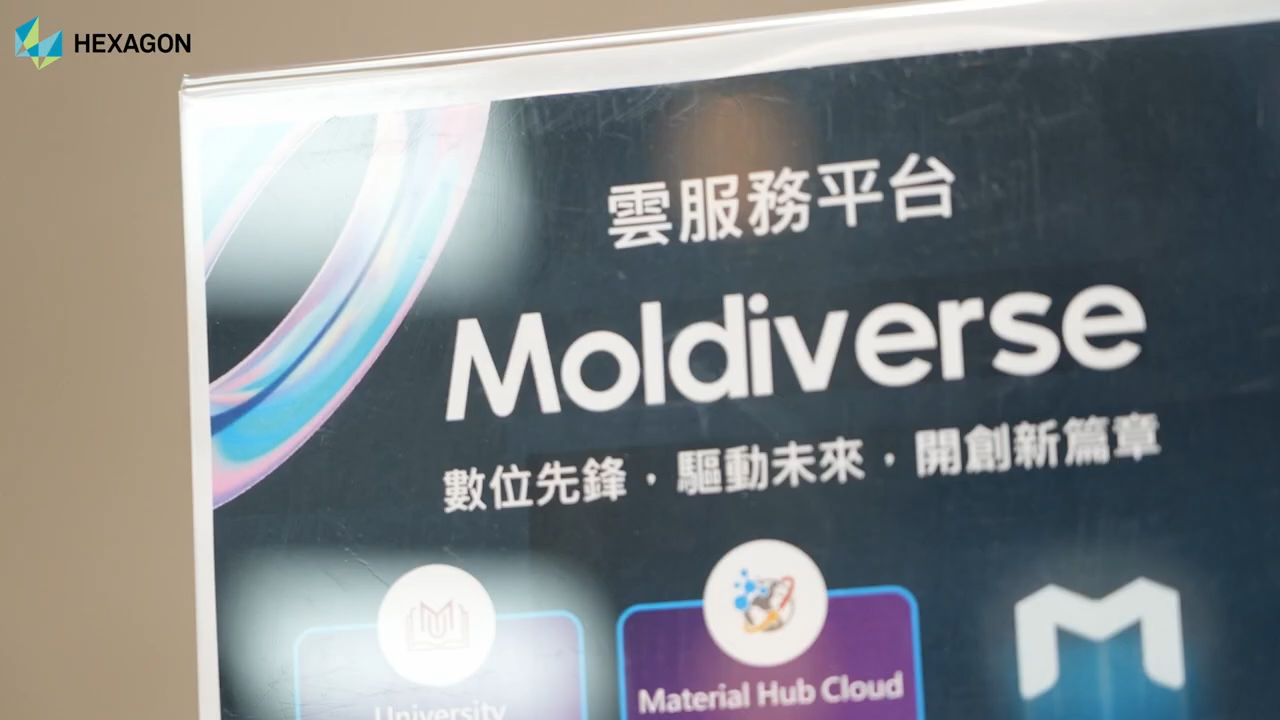 HEXAGON
雲服務平台
Moldiverse
數位先鋒，驅動未來，開創新篇章
University
Material Hub Cloud